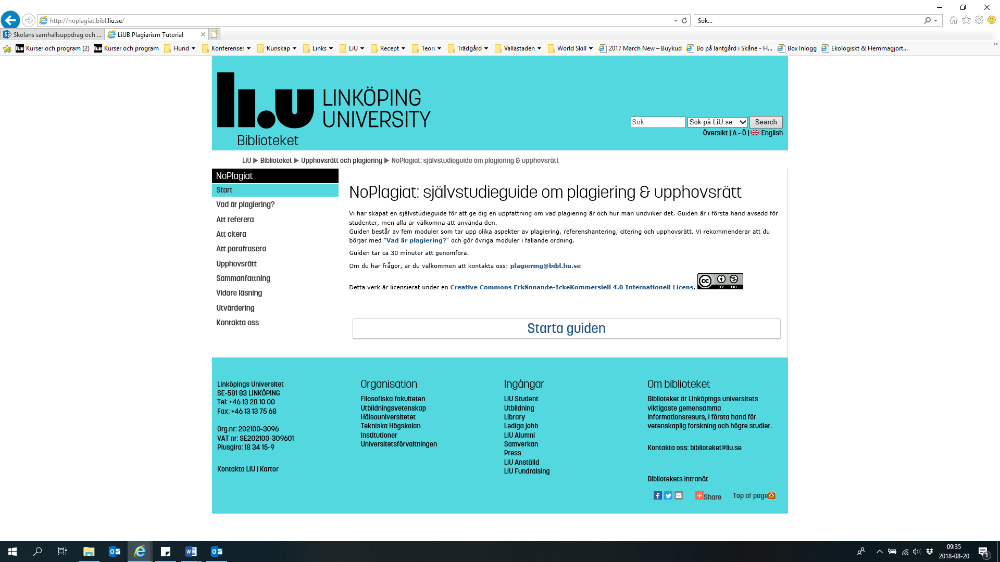 http://noplagiat.bibl.liu.se/
Sök...
Skolans samhällsuppdrag och ...
LiUB Plagiarism Tutorial
Kurser och program (2)
Kurser och program
Hund
Konferenser
Kunskap
Links
LiU
Recept
Teori
Trädgård
Vallastaden
World Skill
2017 March New – Buykud
Bo på lantgård i Skåne - H...
Box Inlogg
Ekologiskt & Hemmagjort...
li.u LINKÖPING
UNIVERSITY
Biblioteket
Sök
Sök på LiU.se
Search
Översikt | A - Ö | English
LiU ▶ Biblioteket ▶ Upphovsrätt och plagiering ▶ NoPlagiat: självstudieguide om plagiering & upphovsrätt
NoPlagiat
Start
Vad är plagiering?
Att referera
Att citera
Att parafrasera
Upphovsrätt
Sammanfattning
Vidare läsning
Utvärdering
Kontakta oss
NoPlagiat: självstudieguide om plagiering & upphovsrätt
Vi har skapat en självstudieguide för att ge dig en uppfattning om vad plagiering är och hur man undviker det. Guiden är i första hand avsedd för
studenter, men alla är välkomna att använda den.
Guiden består av fem moduler som tar upp olika aspekter av plagiering, referenshantering, citering och upphovsrätt. Vi rekommenderar att du
börjar med "Vad är plagiering?" och gör övriga moduler i fallande ordning.
Guiden tar ca 30 minuter att genomföra.
Om du har frågor, är du välkommen att kontakta oss: plagiering@bibl.liu.se
Detta verk är licensierat under en Creative Commons Erkännande-IckeKommersiell 4.0 Internationell Licens.
cc BY NC
Starta guiden
Linköpings Universitet
SE-581 83 LINKÖPING
Tel: +46 13 28 10 00
Fax: +46 13 13 75 68
Org.nr: 202100-3096
VAT nr: SE202100-309601
Plusgiro: 18 34 15-9
Kontakta LiU | Kartor
Organisation
Filosofiska fakulteten
Utbildningsvetenskap
Hälsouniversitetet
Tekniska Högskolan
Institutioner
Universitetsförvaltningen
Ingångar
LiU Student
Utbildning
Library
Lediga jobb
LiU Alumni
Samverkan
Press
LiU Anställd
LiU Fundraising
Om biblioteket
Biblioteket är Linköpings universitets
viktigaste gemensamma
informationsresurs, i första hand för
vetenskaplig forskning och högre studier.
Kontakta oss: biblioteket@liu.se
Bibliotekets intranät
Share
Top of page
09:35
2018-08-20
1